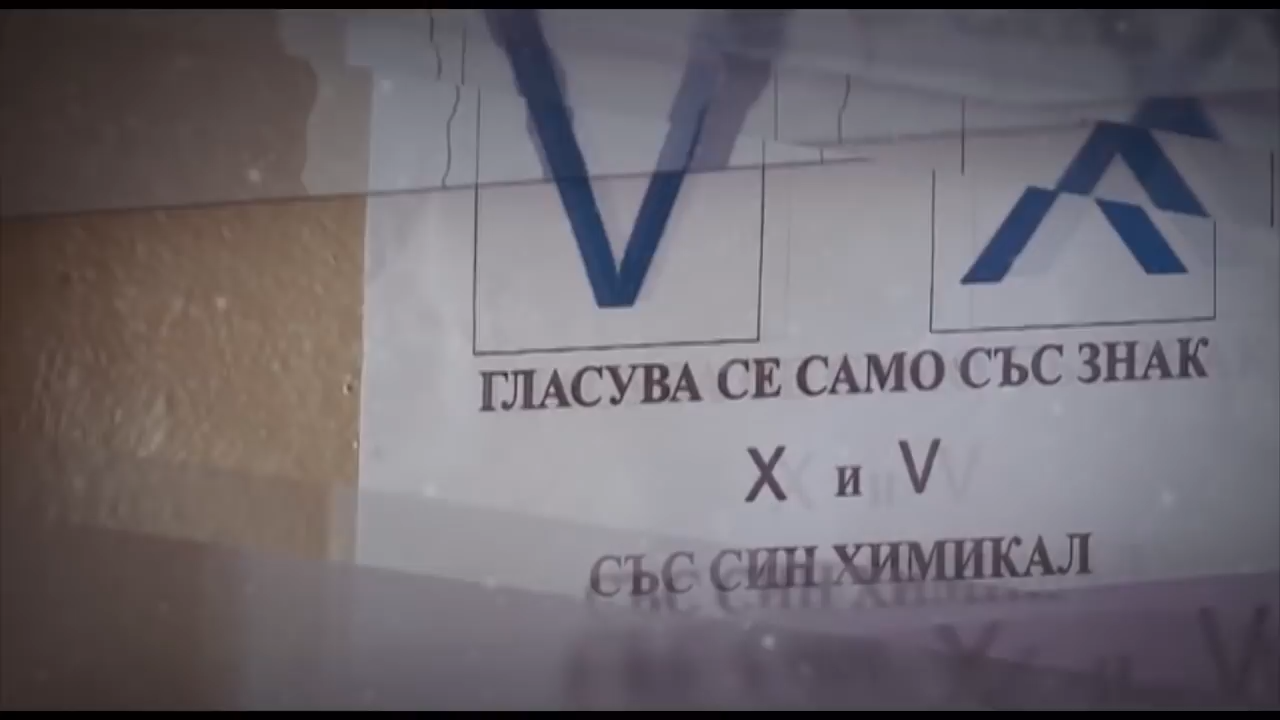 V
ГЛАСУВА СЕ САМО СЪС ЗНАК
X и V
СЪС СИН ХИМИКАЛ
X и V